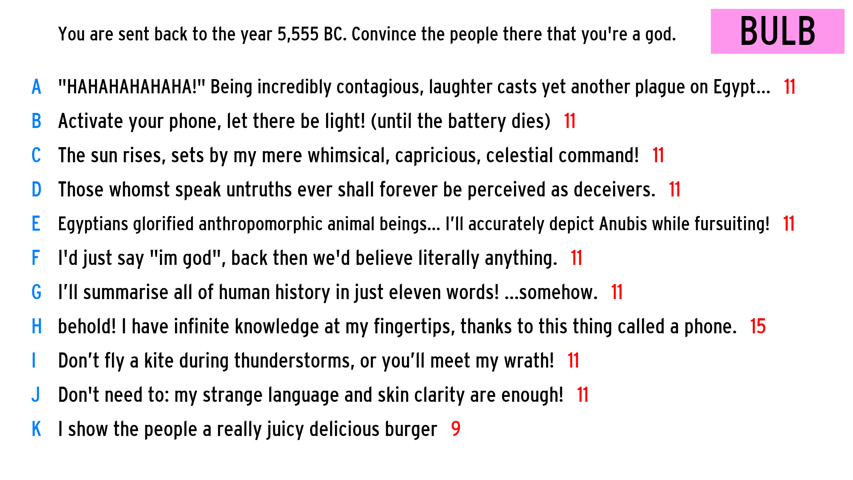 You are sent back to the year 5,555 BC. Convince the people there that you're a god.
BULB
A "HAHAHAHAHAHA!" Being incredibly contagious, laughter casts yet another plague on Egypt... 11
B Activate your phone, let there be light! (until the battery dies) 11
C The sun rises, sets by my mere whimsical, capricious, celestial command! 11
D Those whomst speak untruths ever shall forever be perceived as deceivers. 11
E Egyptians glorified anthropomorphic animal beings... I’ll accurately depict Anubis while fursuiting! 11
F I'd just say "im god", back then we'd believe literally anything. 11
G I’ll summarise all of human history in just eleven words! ...somehow. 11
H behold! I have infinite knowledge at my fingertips, thanks to this thing called a phone. 15
I Don’t fly a kite during thunderstorms, or you’ll meet my wrath! 11
J Don't need to: my strange language and skin clarity are enough! 11
K I show the people a really juicy delicious burger 9